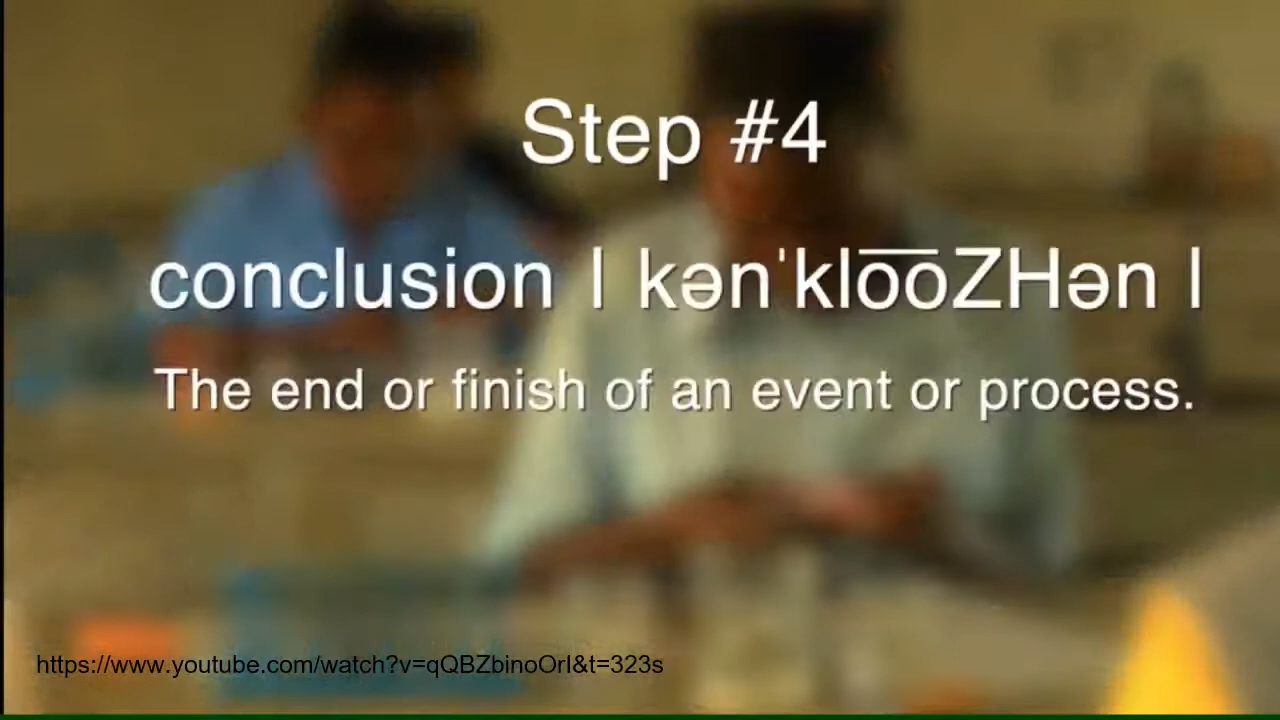 Step #4
conclusion | kənˈklo͞oZHən |
The end or finish of an event or process.
https://www.youtube.com/watch?v=qQBZbinoOrI&t=323s